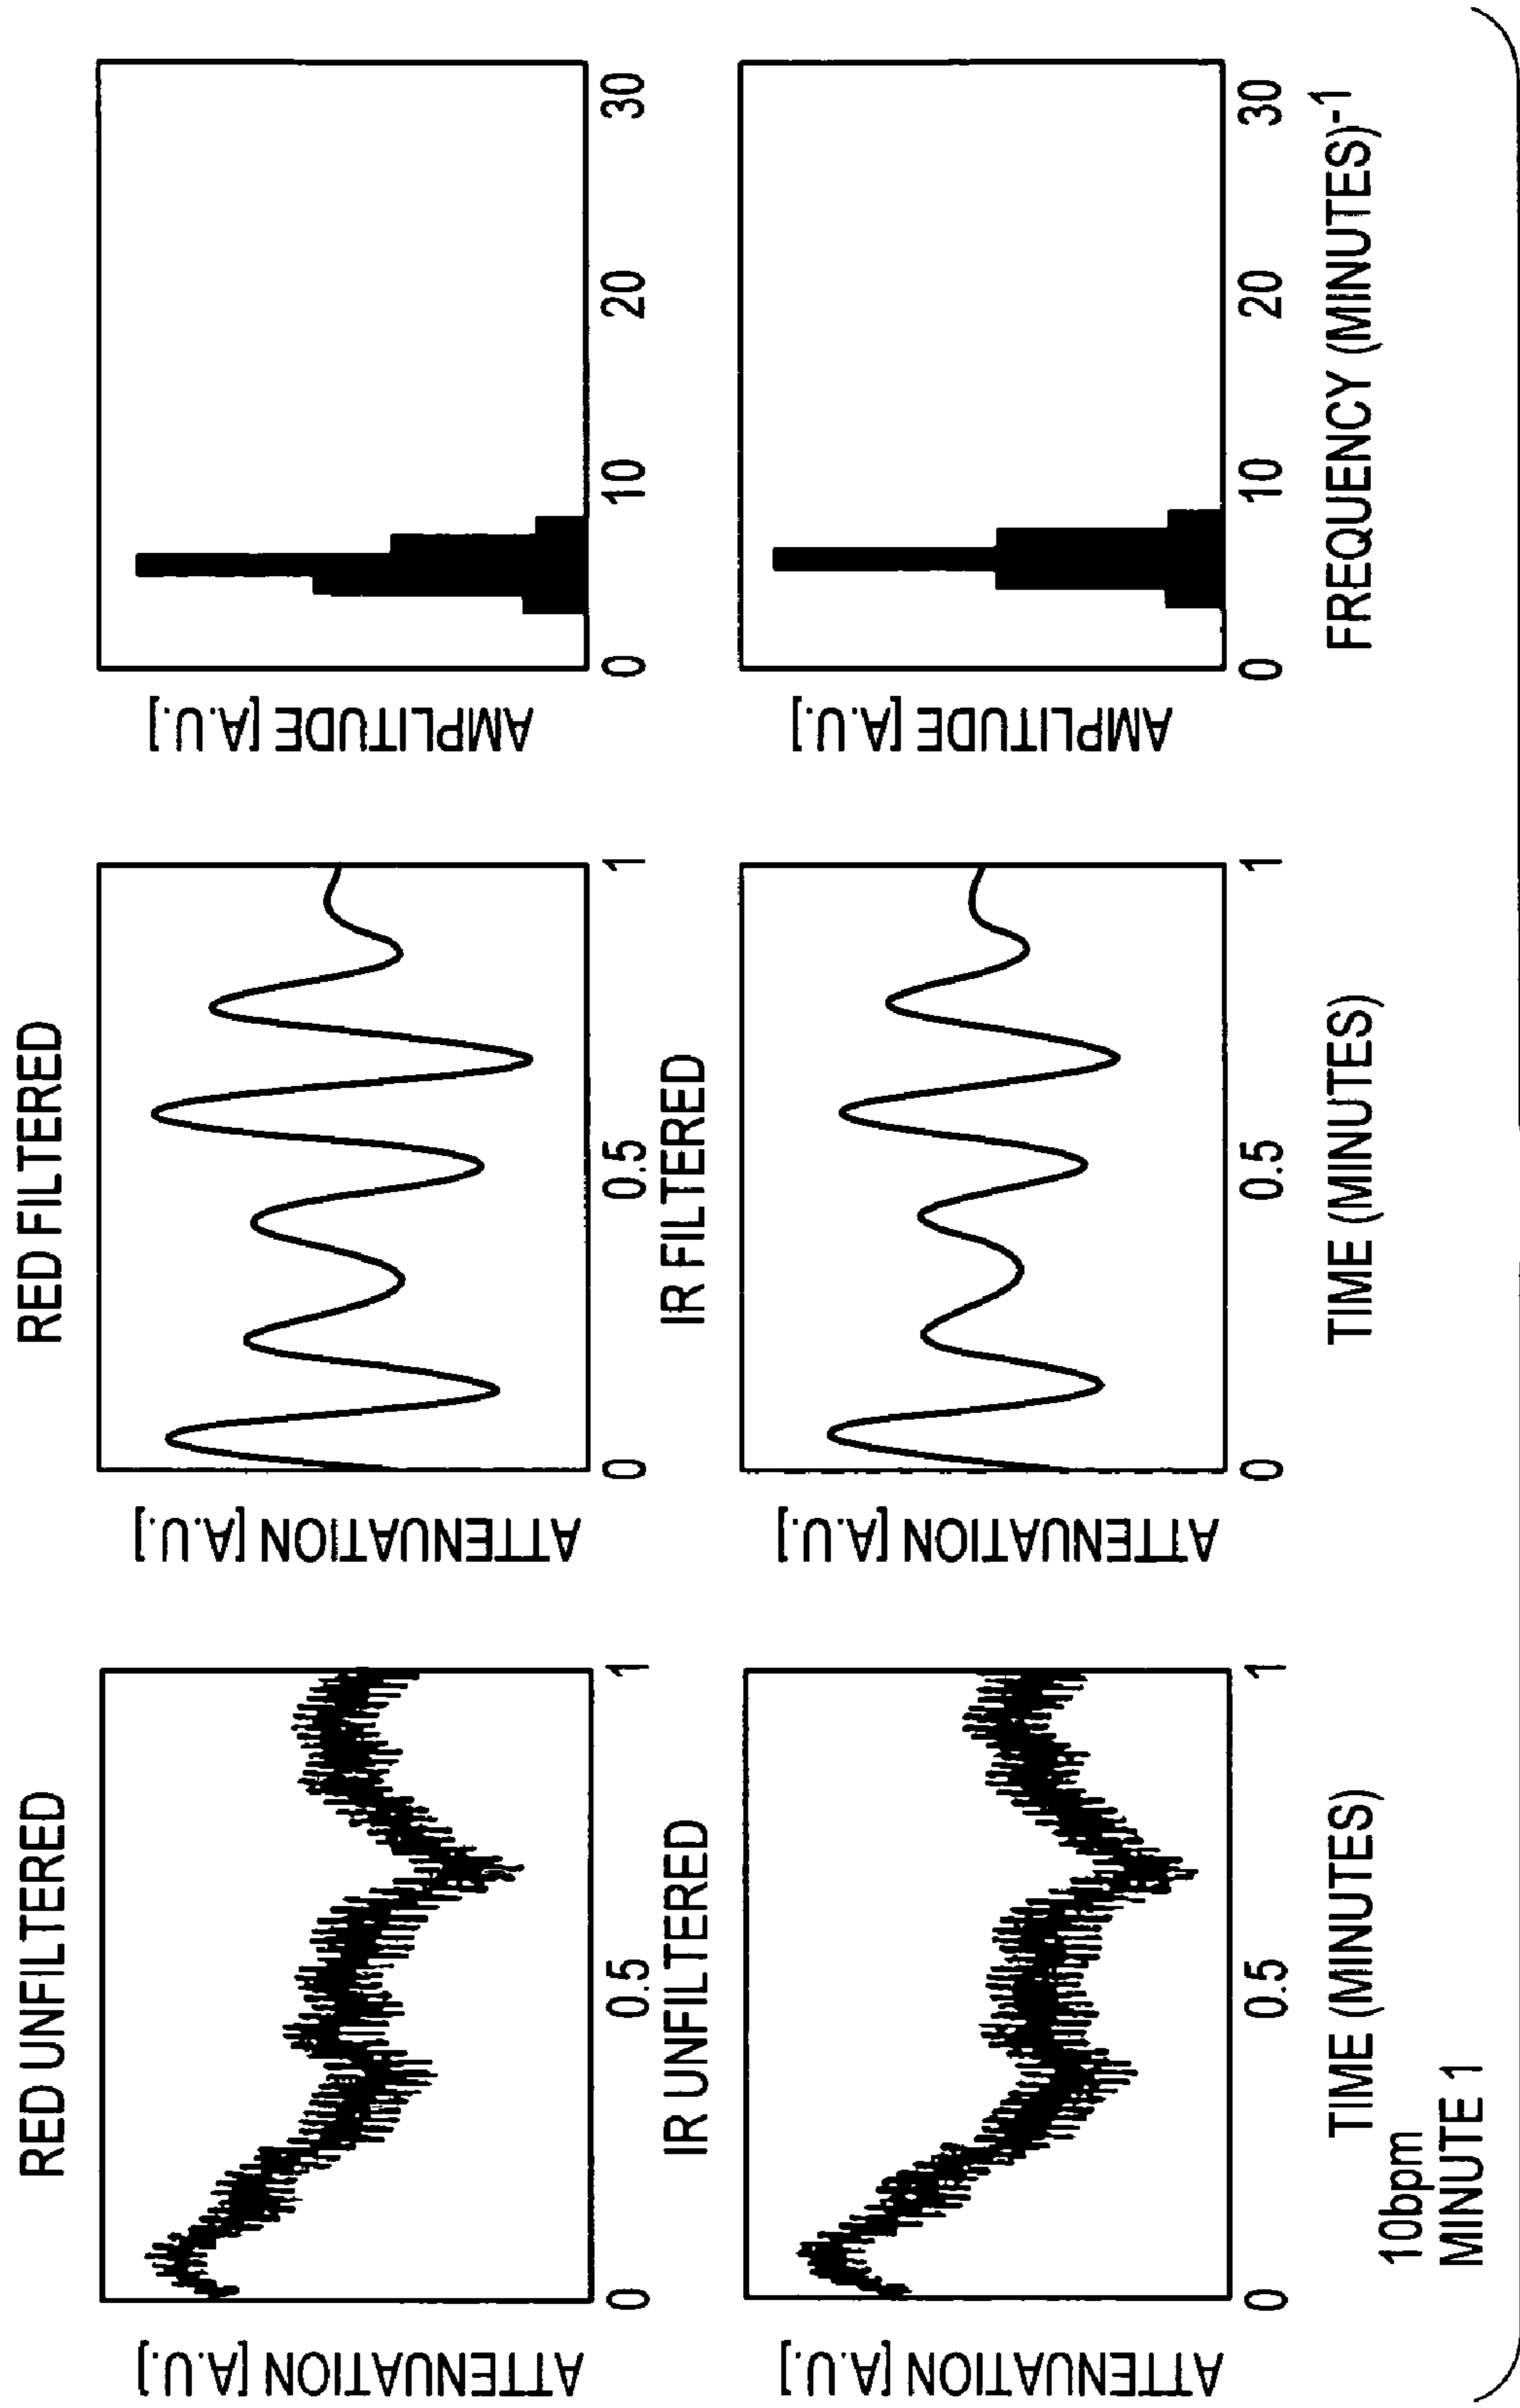 RED UNFILTERED
RED FILTERED
ATTENUATION [A.U.]
0
0.5
1
ATTENUATION [A.U.]
0
0.5
1
AMPLITUDE [A.U.]
0
10
20
30
IR UNFILTERED
IR FILTERED
ATTENUATION [A.U.]
0
0.5
1
ATTENUATION [A.U.]
0
0.5
1
AMPLITUDE [A.U.]
0
10
20
30
TIME (MINUTES)
TIME (MINUTES)
FREQUENCY (MINUTES)-1
10bpm
MINUTE 1